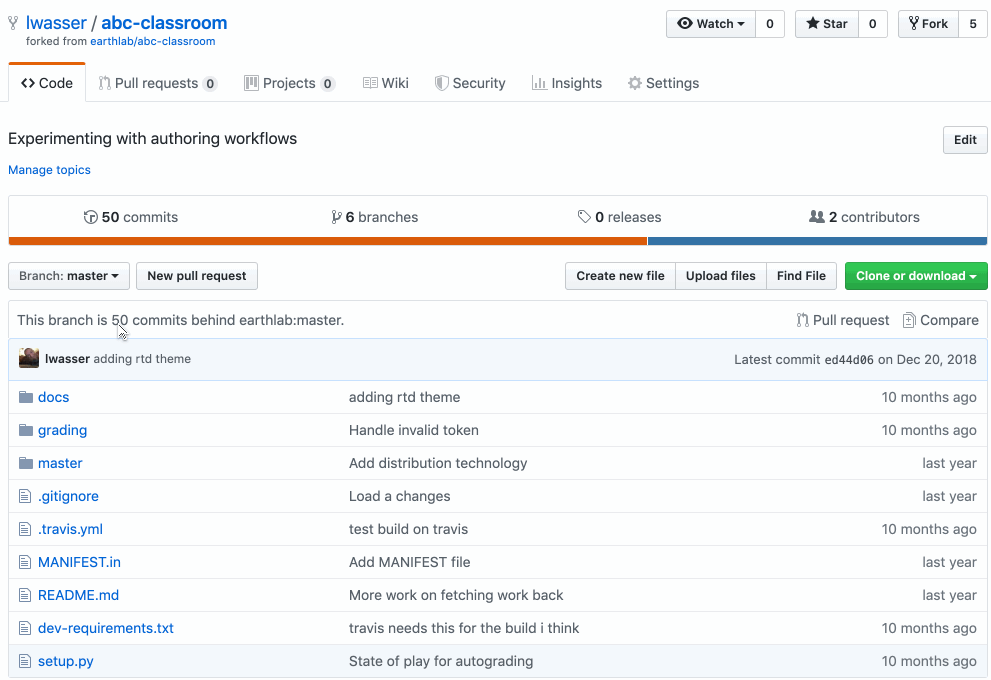 lwasser / abc-classroom
forked from earthlab/abc-classroom
Watch 0 Star 0 Fork 5
Code Pull requests 0 Projects 0 Wiki Security Insights Settings
Experimenting with authoring workflows
Edit
Manage topics
50 commits 6 branches 0 releases 2 contributors
Branch: master New pull request Create new file Upload files Find File Clone or download
This branch is 50 commits behind earthlab:master. Pull request Compare
lwasser adding rtd theme Latest commit ed44d06 on Dec 20, 2018
docs adding rtd theme 10 months ago
grading Handle invalid token 10 months ago
master Add distribution technology last year
.gitignore Load a changes last year
.travis.yml test build on travis 10 months ago
MANIFEST.in Add MANIFEST file last year
README.md More work on fetching work back last year
dev-requirements.txt travis needs this for the build i think 10 months ago
setup.py State of play for autograding 10 months ago